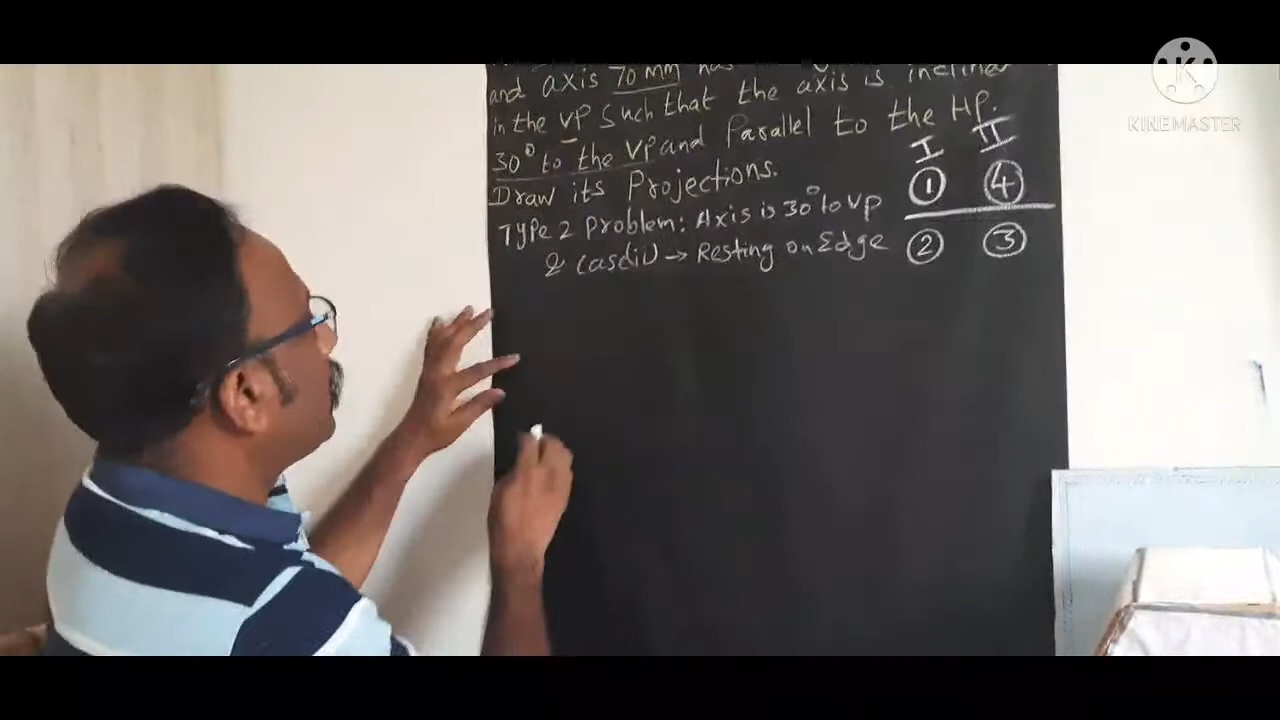 and axis 70 mm has
in the VP such that the axis is
30° to the VP and Parallel to the HP.
Draw its Projections.
Type 2 Problem: Axis is 30° to VP
& Case(ii) → Resting on Edge
I II
1 4
2 3
K
KINEMASTER